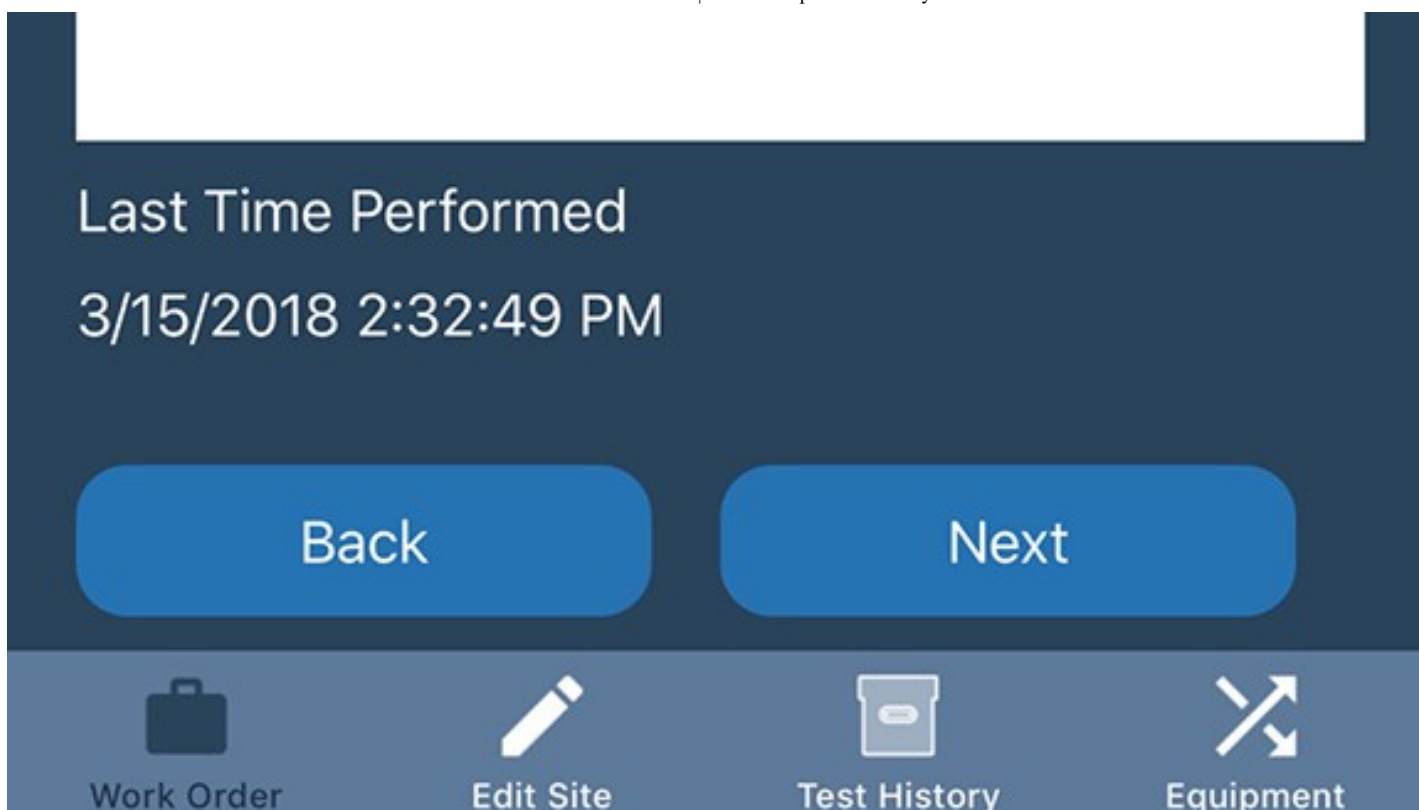 Last Time Performed
3/15/2018 2:32:49 PM
Back Next
Work Order Edit Site Test History Equipment